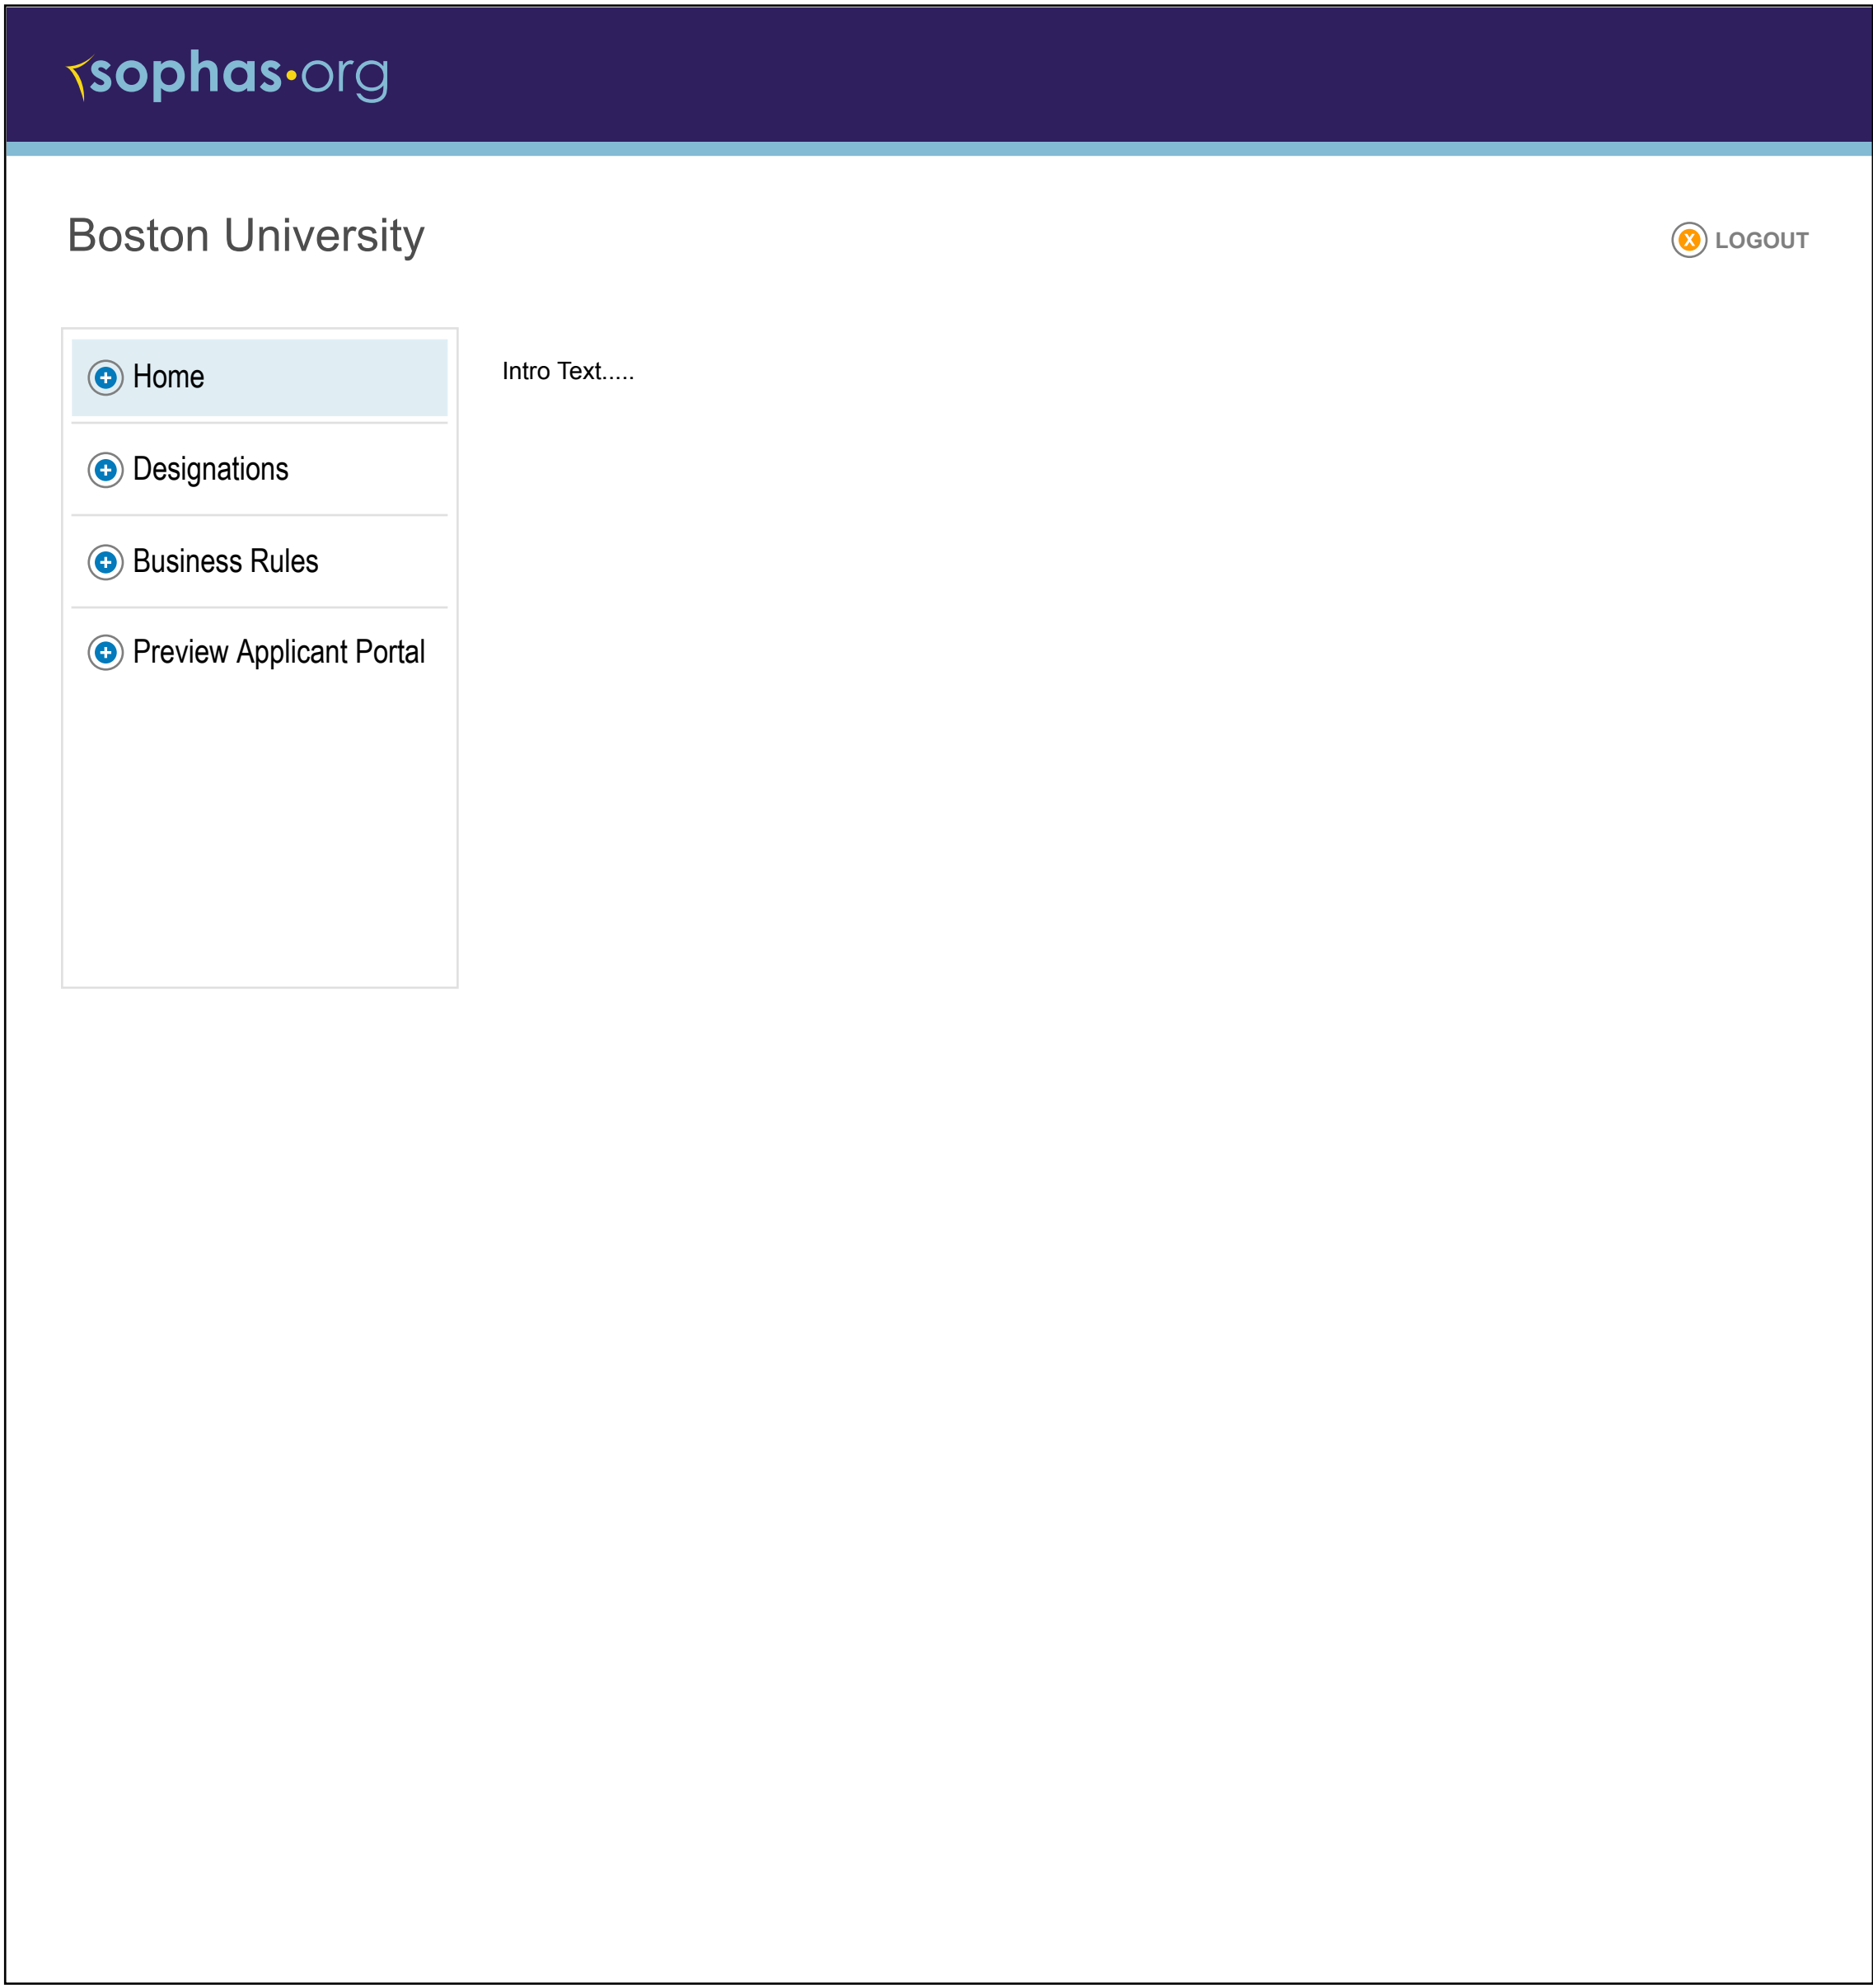 sophas•org
Boston University
X LOGOUT
Home
Intro Text.....
Designations
Business Rules
Preview Applicant Portal